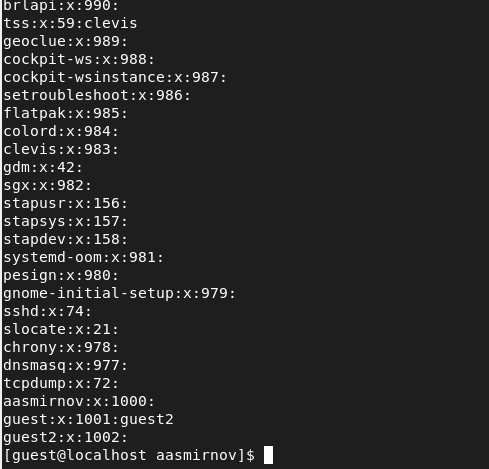 brlapi:x:990:
tss:x:59:clevis
geoclue:x:989:
cockpit-ws:x:988:
cockpit-wsinstance:x:987:
setroubleshoot:x:986:
flatpak:x:985:
colord:x:984:
clevis:x:983:
gdm:x:42:
sgx:x:982:
stapusr:x:156:
stapsys:x:157:
stapdev:x:158:
systemd-oom:x:981:
pesign:x:980:
gnome-initial-setup:x:979:
sshd:x:74:
slocate:x:21:
chrony:x:978:
dnsmasq:x:977:
tcpdump:x:72:
aasmirnov:x:1000:
guest:x:1001:guest2
guest2:x:1002:
[guest@localhost aasmirnov]$